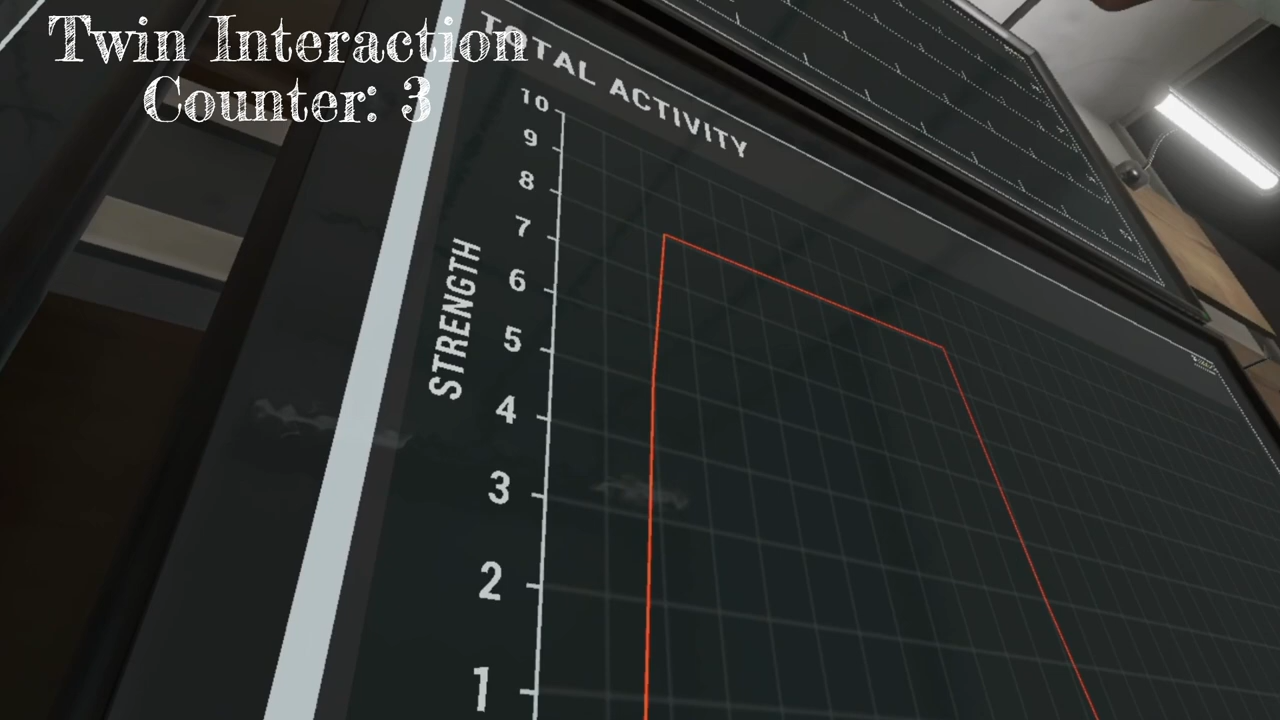 Twin Interaction
Counter: 3
TOTAL ACTIVITY
STRENGTH
10
9
8
7
6
5
4
3
2
1